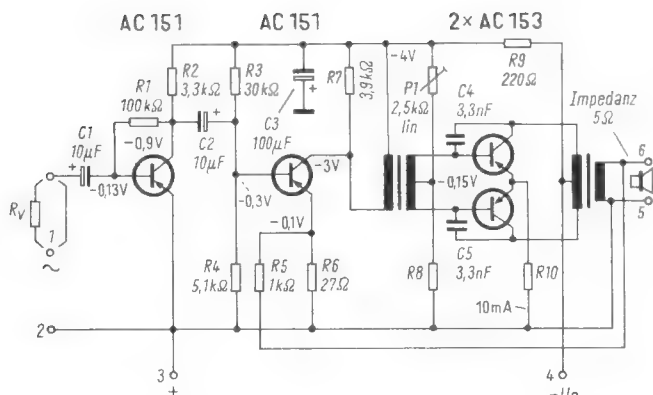 AC 151
AC 151
2× AC 153
R1
100kΩ
R2
3,3kΩ
R3
30kΩ
C3
100µF
+
R7
3,9kΩ
-4V
P1
2,5kΩ
lin
R9
220Ω
C4
3,3nF
Impedanz
5Ω
C1
10µF
+
-0,9V
+
C2
10µF
-3V
-0,13V
-0,3V
-0,15V
6
5
RV
1
~
-0,1V
C5
3,3nF
R4
5,1kΩ
R5
1kΩ
R6
27Ω
R8
R10
10mA
2
3
+
4